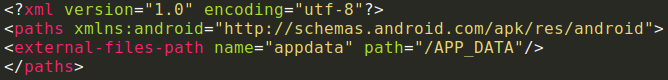 <?xml version="1.0" encoding="utf-8"?>
<paths xmlns:android="http://schemas.android.com/apk/res/android">
<external-files-path name="appdata" path="/APP_DATA"/>
</paths>